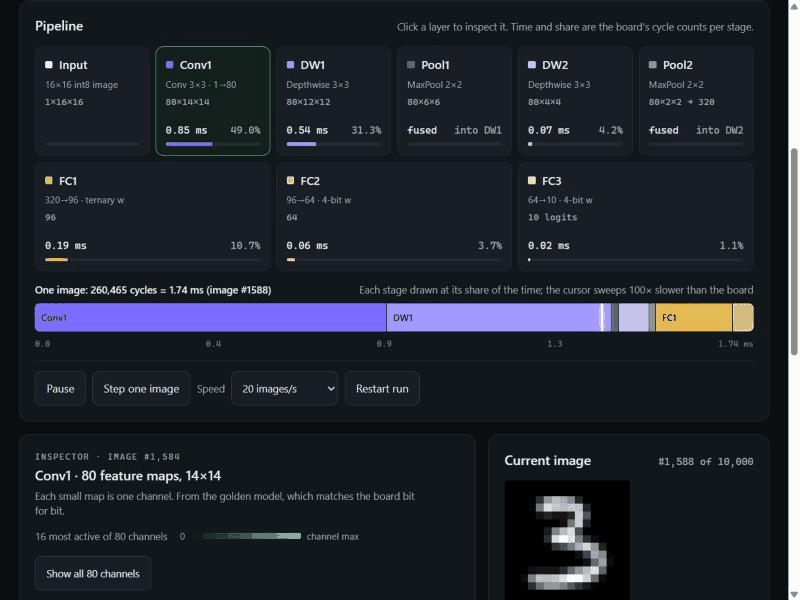 Pipeline
Click a layer to inspect it. Time and share are the board's cycle counts per stage.
Input
16×16 int8 image
1×16×16
Conv1
Conv 3×3 · 1→80
80×14×14
0.85 ms 49.0%
DW1
Depthwise 3×3
80×12×12
0.54 ms 31.3%
Pool1
MaxPool 2×2
80×6×6
fused into DW1
DW2
Depthwise 3×3
80×4×4
0.07 ms 4.2%
Pool2
MaxPool 2×2
80×2×2 → 320
fused into DW2
FC1
320→96 · ternary w
96
0.19 ms 10.7%
FC2
96→64 · 4-bit w
64
0.06 ms 3.7%
FC3
64→10 · 4-bit w
10 logits
0.02 ms 1.1%
One image: 260,465 cycles = 1.74 ms (image #1588)
Each stage drawn at its share of the time; the cursor sweeps 100× slower than the board
Conv1 DW1 FC1
0.0 0.4 0.9 1.3 1.74 ms
Pause Step one image Speed 20 images/s Restart run
INSPECTOR · IMAGE #1,584
Conv1 · 80 feature maps, 14×14
Each small map is one channel. From the golden model, which matches the board bit
for bit.
16 most active of 80 channels 0 channel max
Show all 80 channels
Current image #1,588 of 10,000
3